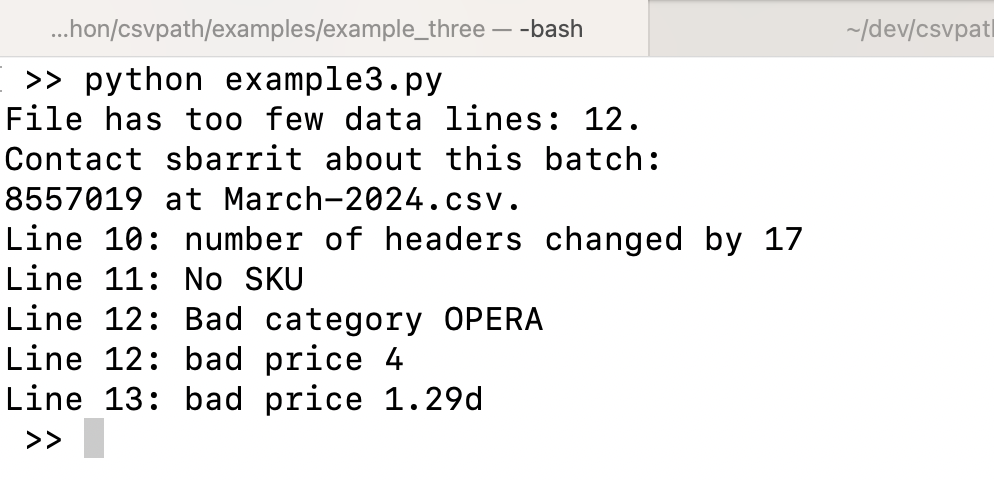 ...hon/csvpath/examples/example_three — -bash
~/dev/csvpath
>> python example3.py
File has too few data lines: 12.
Contact sbarrit about this batch:
8557019 at March-2024.csv.
Line 10: number of headers changed by 17
Line 11: No SKU
Line 12: Bad category OPERA
Line 12: bad price 4
Line 13: bad price 1.29d
>>